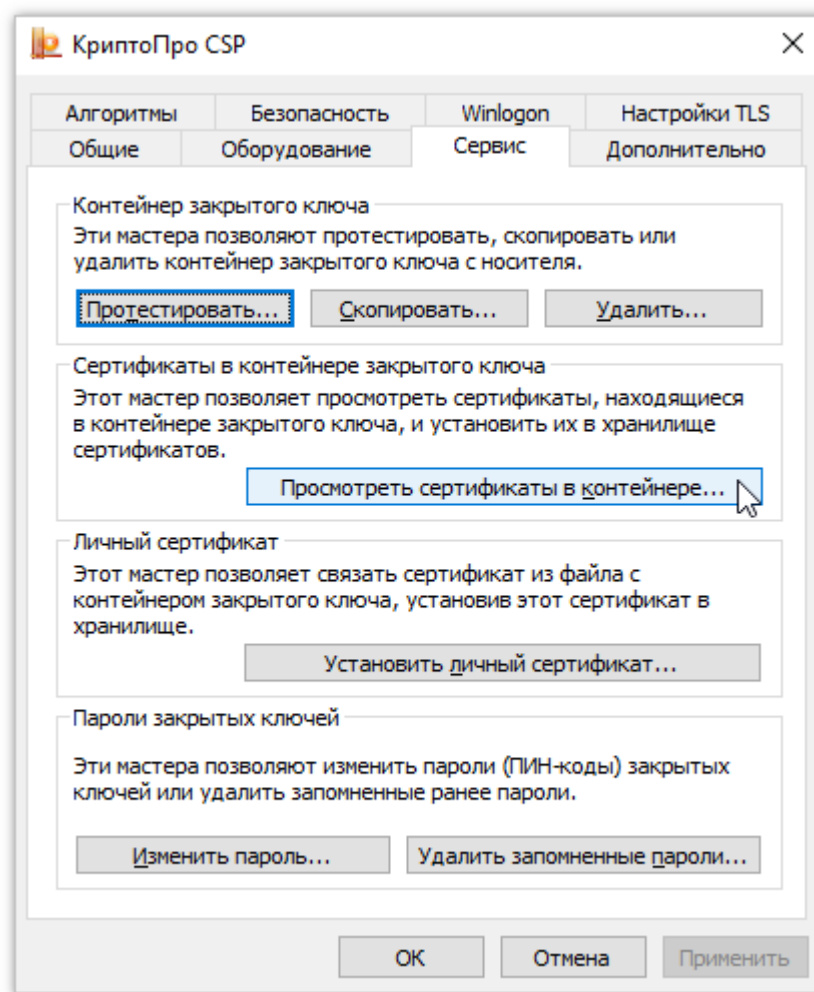 КриптоПро CSP
Алгоритмы Безопасность Winlogon Настройки TLS
Общие Оборудование Сервис Дополнительно
Контейнер закрытого ключа
Эти мастера позволяют протестировать, скопировать или
удалить контейнер закрытого ключа с носителя.
Протестировать... Скопировать... Удалить...
Сертификаты в контейнере закрытого ключа
Этот мастер позволяет просмотреть сертификаты, находящиеся
в контейнере закрытого ключа, и установить их в хранилище
сертификатов.
Просмотреть сертификаты в контейнере...
Личный сертификат
Этот мастер позволяет связать сертификат из файла с
контейнером закрытого ключа, установив этот сертификат в
хранилище.
Установить личный сертификат...
Пароли закрытых ключей
Эти мастера позволяют изменить пароли (ПИН-коды) закрытых
ключей или удалить запомненные ранее пароли.
Изменить пароль... Удалить запомненные пароли...
ОК Отмена Применить